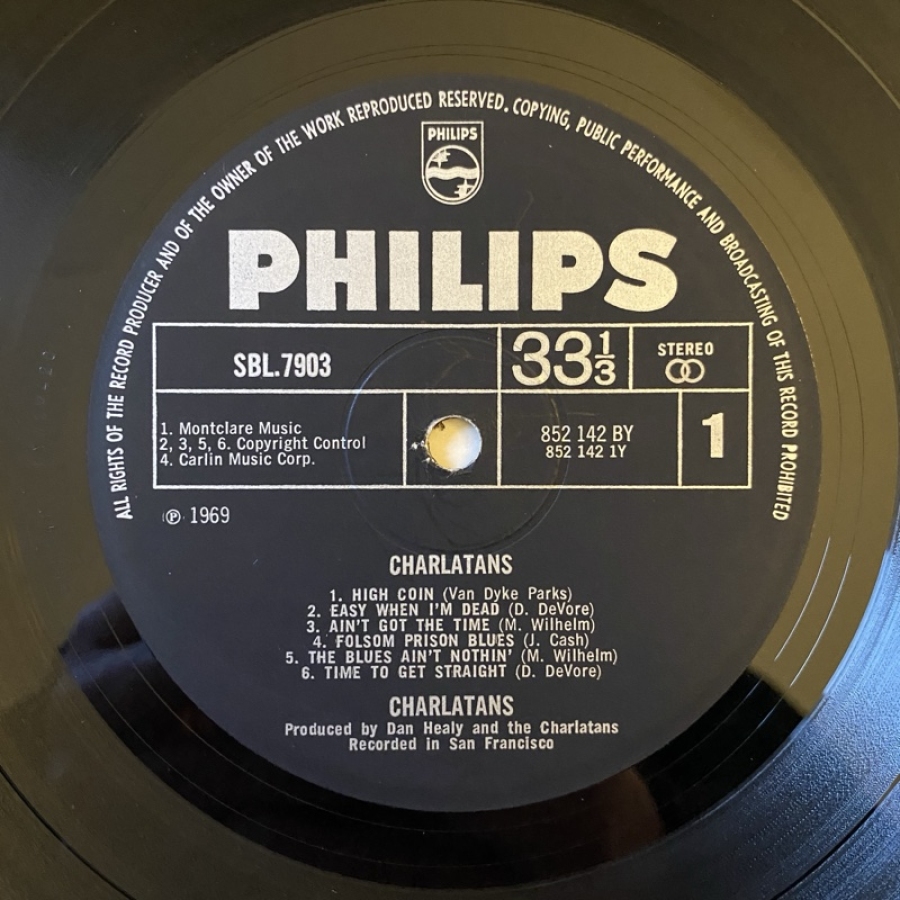 ALL RIGHTS OF THE RECORD PRODUCER AND OF THE OWNER OF THE WORK REPRODUCED RESERVED. COPYING, PUBLIC PERFORMANCE AND BROADCASTING OF THIS RECORD PROHIBITED
PHILIPS
PHILIPS
SBL.7903
33 1/3
STEREO
1. Montclare Music
2, 3, 5, 6. Copyright Control
4. Carlin Music Corp.
852 142 BY
852 142 1Y
1
℗ 1969
CHARLATANS
1. HIGH COIN (Van Dyke Parks)
2. EASY WHEN I'M DEAD (D. DeVore)
3. AIN'T GOT THE TIME (M. Wilhelm)
4. FOLSOM PRISON BLUES (J. Cash)
5. THE BLUES AIN'T NOTHIN' (M. Wilhelm)
6. TIME TO GET STRAIGHT (D. DeVore)
CHARLATANS
Produced by Dan Healy and the Charlatans
Recorded in San Francisco